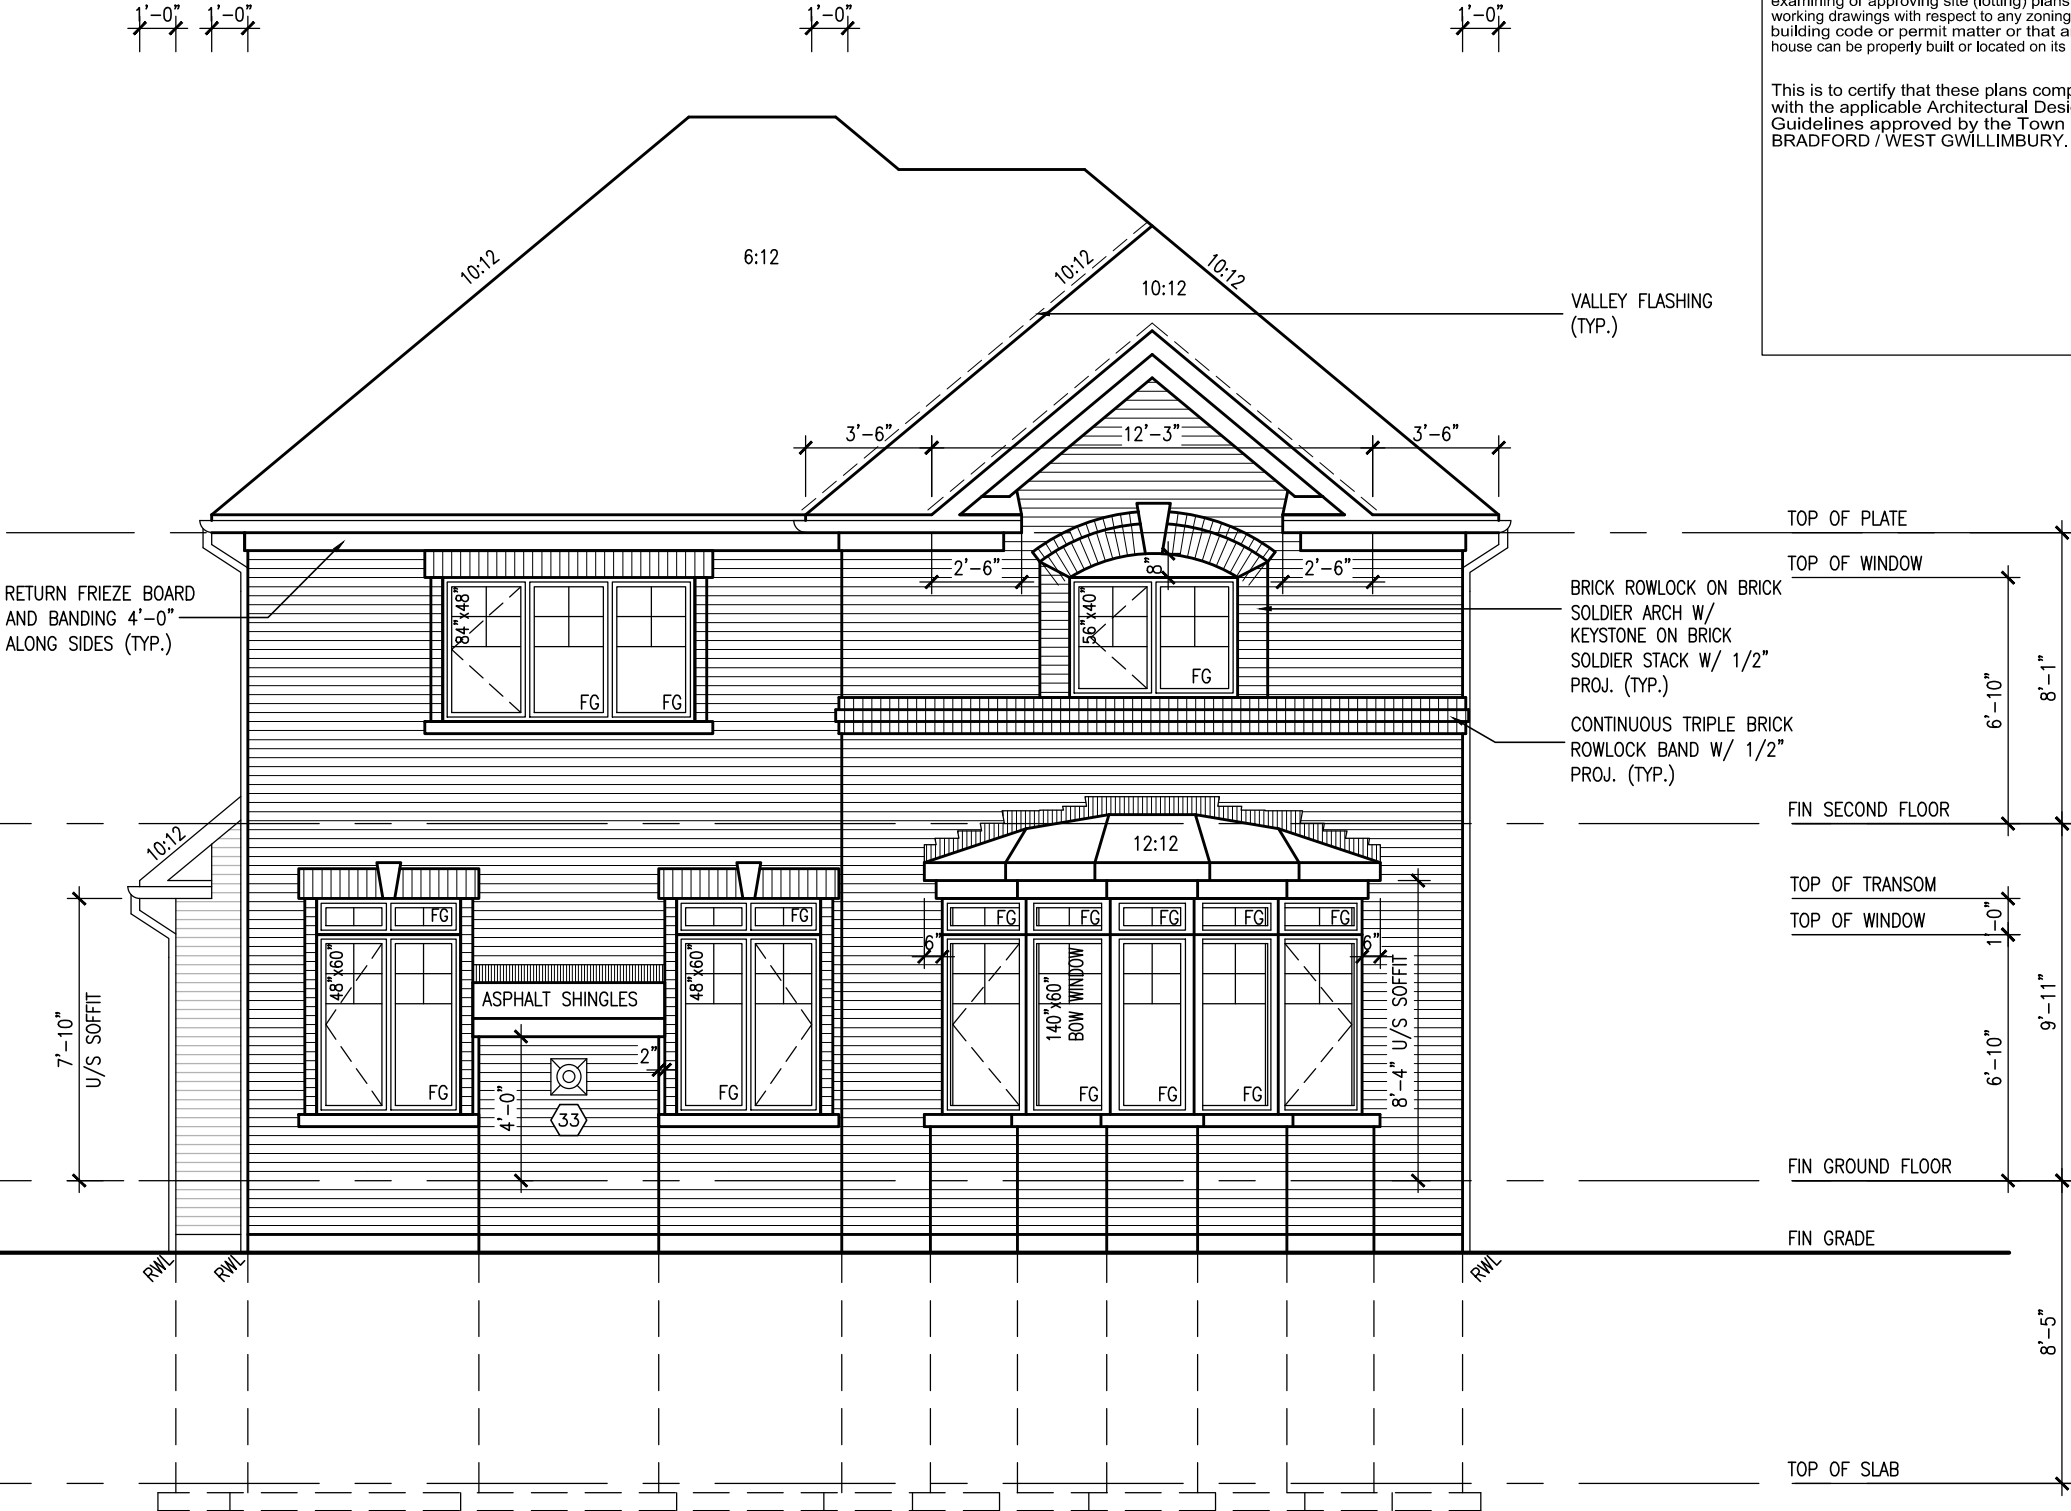 1'-0" 1'-0" 1'-0" 1'-0"
examining or approving site (lotting) plans
working drawings with respect to any zoning
building code or permit matter or that a
house can be properly built or located on its
This is to certify that these plans comp
with the applicable Architectural Desi
Guidelines approved by the Town
BRADFORD / WEST GWILLIMBURY.
10:12
6:12
10:12
10:12
10:12
VALLEY FLASHING
(TYP.)
3'-6" 12'-3" 3'-6"
TOP OF PLATE
TOP OF WINDOW
2'-6" 8" 2'-6"
RETURN FRIEZE BOARD
AND BANDING 4'-0"
ALONG SIDES (TYP.)
84"x48"
FG FG
56"x40"
FG
BRICK ROWLOCK ON BRICK
SOLDIER ARCH W/
KEYSTONE ON BRICK
SOLDIER STACK W/ 1/2"
PROJ. (TYP.)
6'-10"
8'-1"
CONTINUOUS TRIPLE BRICK
ROWLOCK BAND W/ 1/2"
PROJ. (TYP.)
FIN SECOND FLOOR
10:12
12:12
TOP OF TRANSOM
TOP OF WINDOW
1'-0"
FG FG FG FG FG FG FG
6" 6"
48"x60"
48"x60"
140"x60"
BOW WINDOW
ASPHALT SHINGLES
7'-10"
U/S SOFFIT
8'-4" U/S SOFFIT
9'-11"
6'-10"
2"
4'-0"
33
FG FG FG FG FG
FIN GROUND FLOOR
FIN GRADE
RWL RWL RWL
8'-5"
TOP OF SLAB